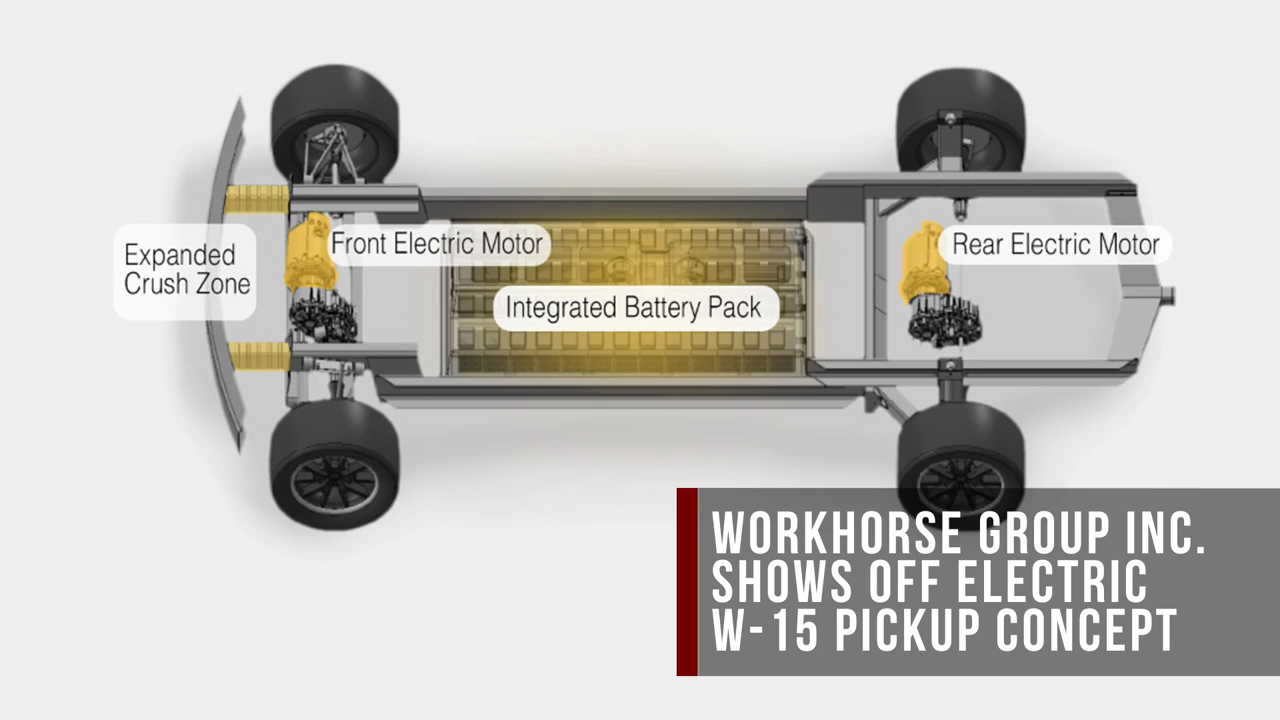 Expanded
Crush Zone
Front Electric Motor
Integrated Battery Pack
Rear Electric Motor
WORKHORSE GROUP INC.
SHOWS OFF ELECTRIC
W-15 PICKUP CONCEPT